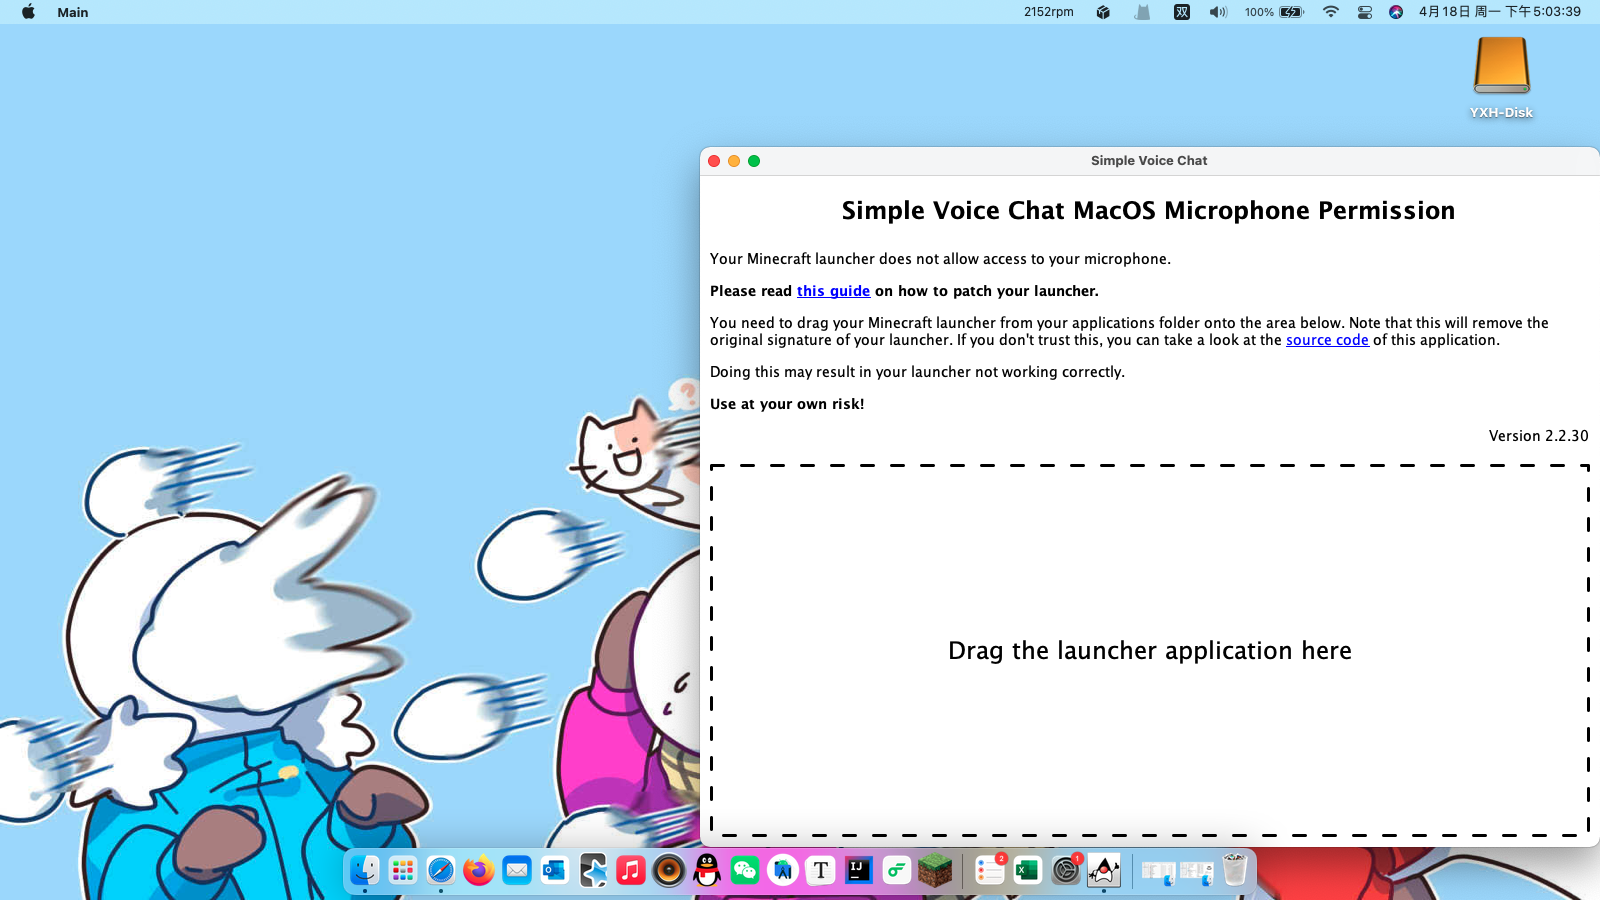 Main
2152rpm
双
100%
4月18日 周一 下午5:03:39
YXH-Disk
Simple Voice Chat
Simple Voice Chat MacOS Microphone Permission
Your Minecraft launcher does not allow access to your microphone.
Please read this guide on how to patch your launcher.
You need to drag your Minecraft launcher from your applications folder onto the area below. Note that this will remove the
original signature of your launcher. If you don't trust this, you can take a look at the source code of this application.
Doing this may result in your launcher not working correctly.
Use at your own risk!
Version 2.2.30
Drag the launcher application here
T
IJ
2
X
1